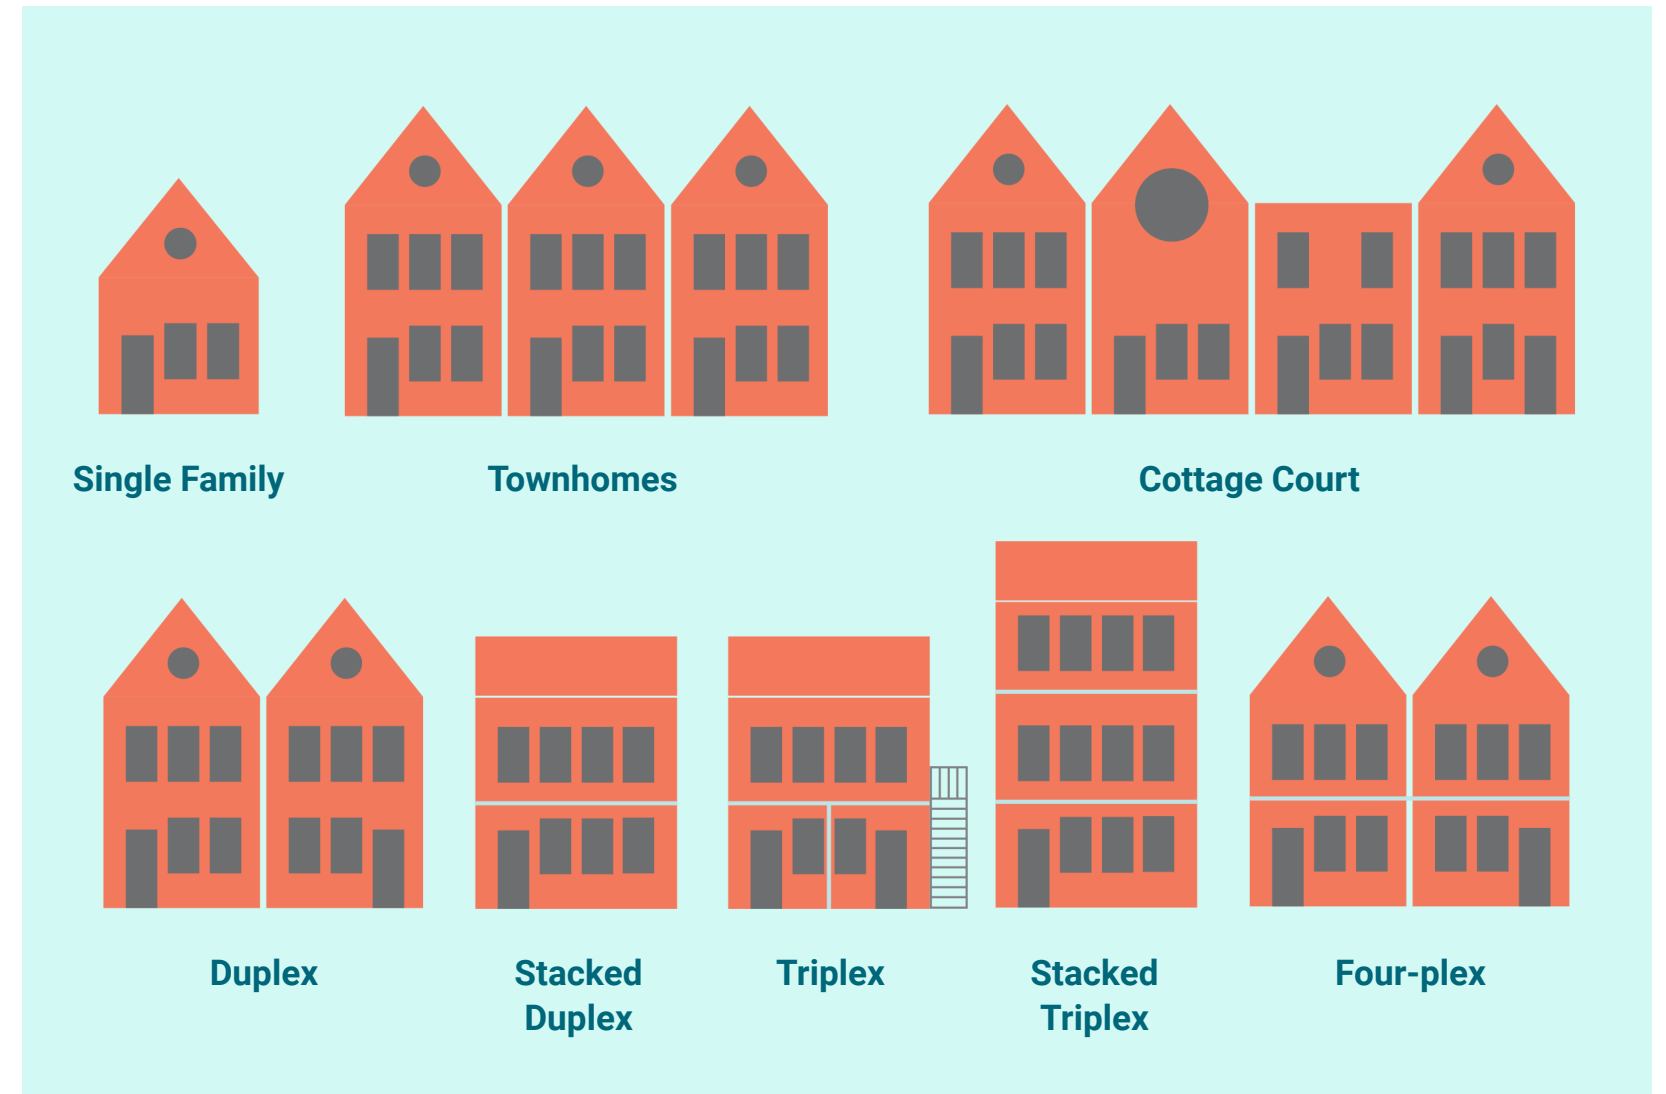 Single Family
Townhomes
Cottage Court
Duplex
Stacked
Duplex
Triplex
Stacked
Triplex
Four-plex